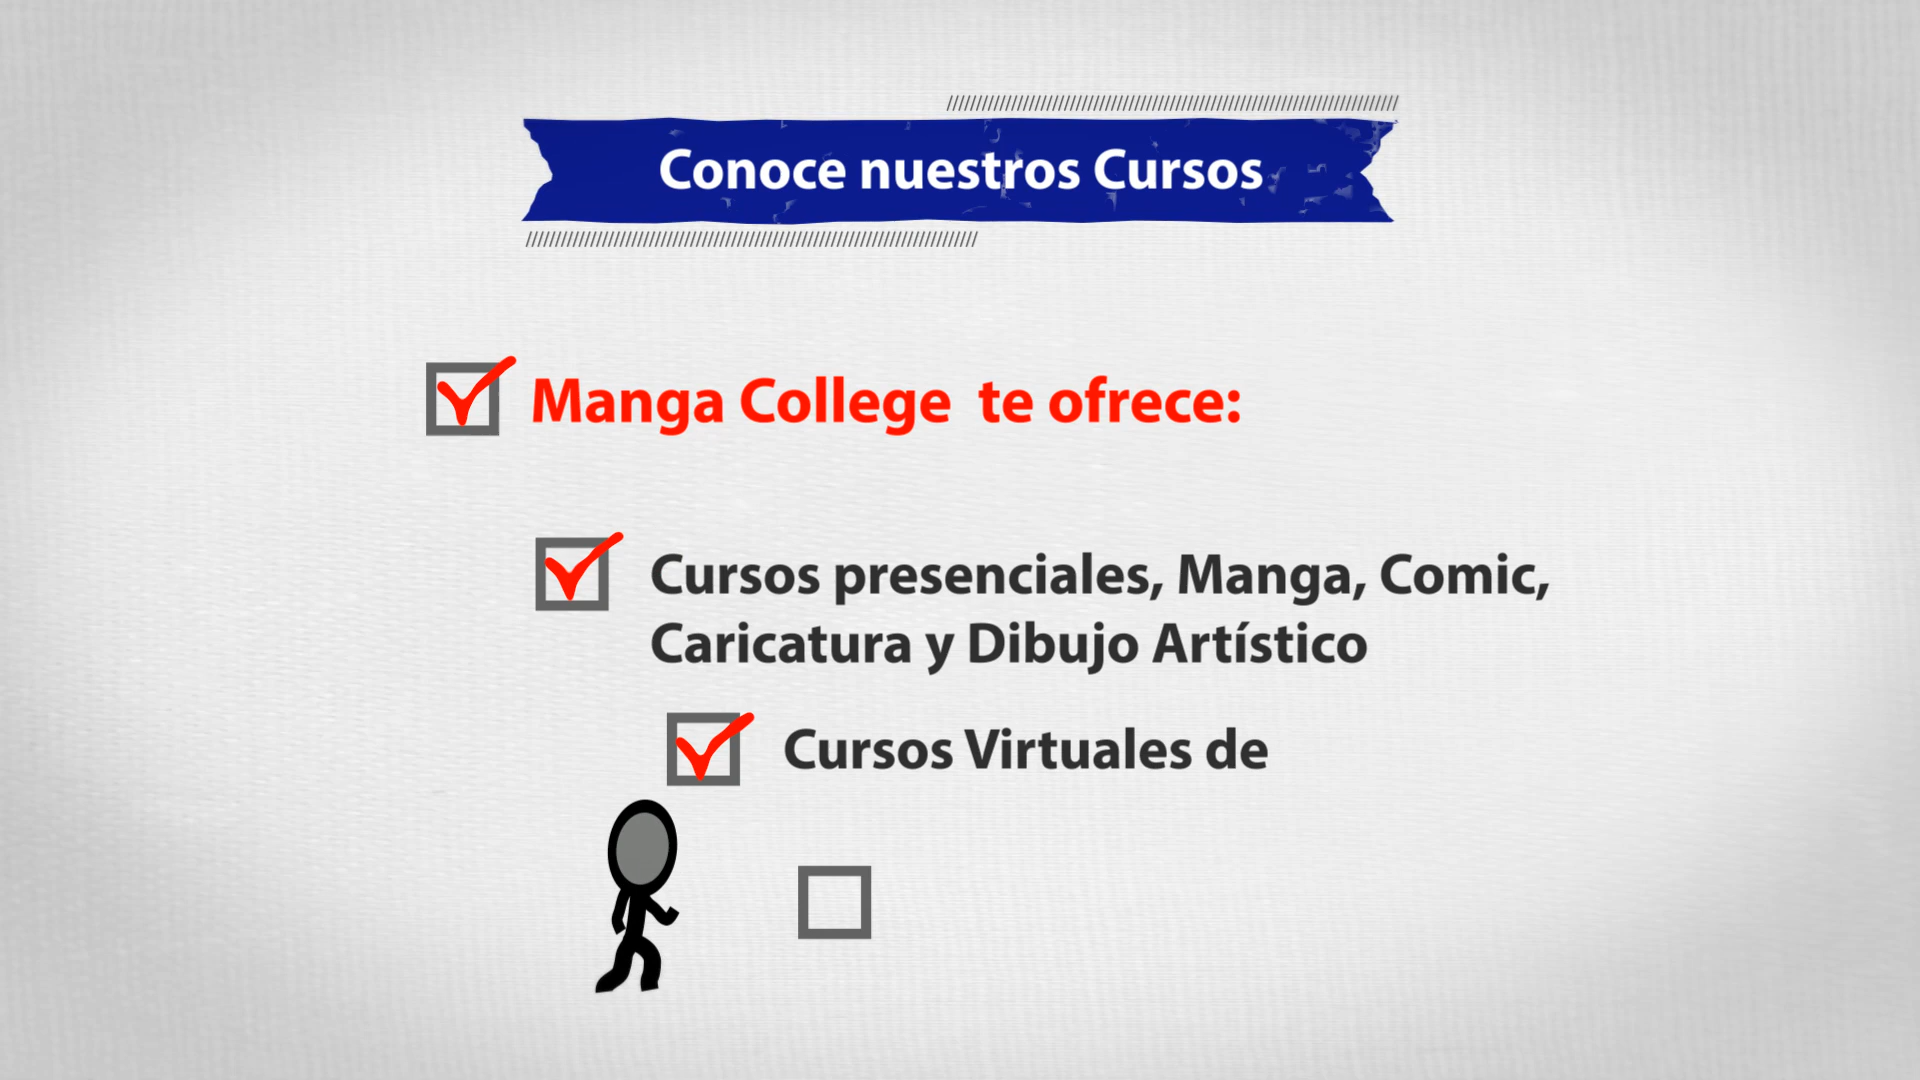 Conoce nuestros Cursos
Manga College te ofrece:
Cursos presenciales, Manga, Comic,
Caricatura y Dibujo Artístico
Cursos Virtuales de